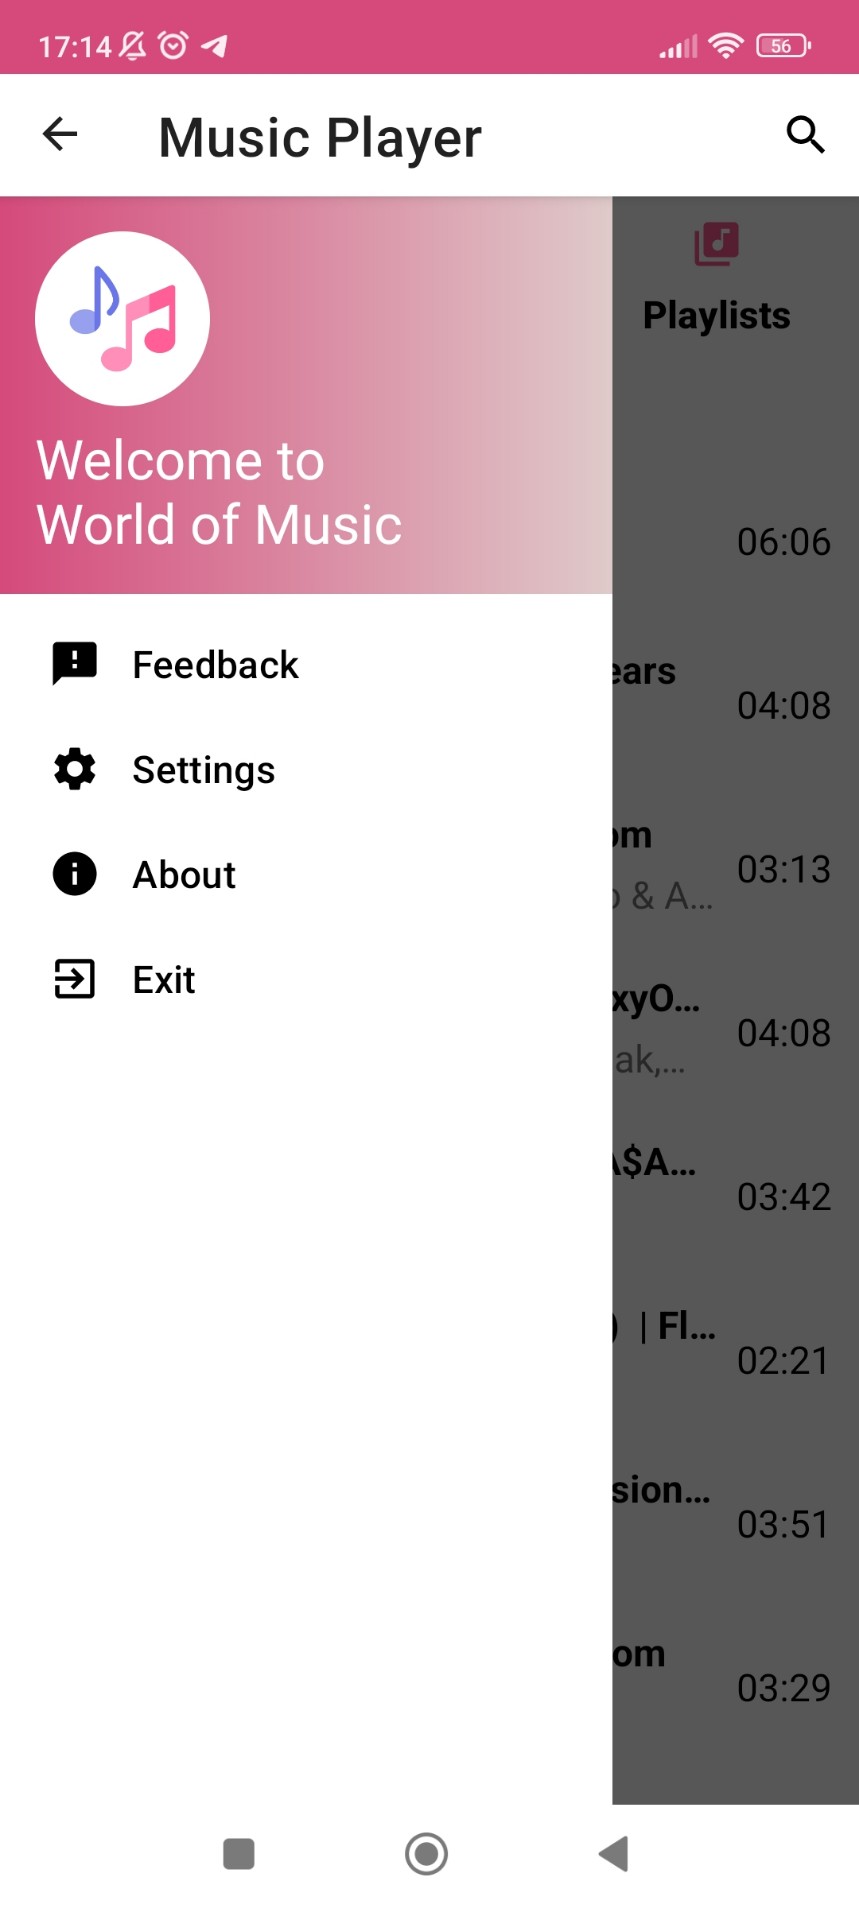 17:14
56
Music Player
Playlists
Welcome to
World of Music
06:06
Feedback
ears
04:08
Settings
om
03:13
& A...
About
Exit
xyO...
04:08
ak,...
A$A...
03:42
) | Fl...
02:21
sion...
03:51
om
03:29